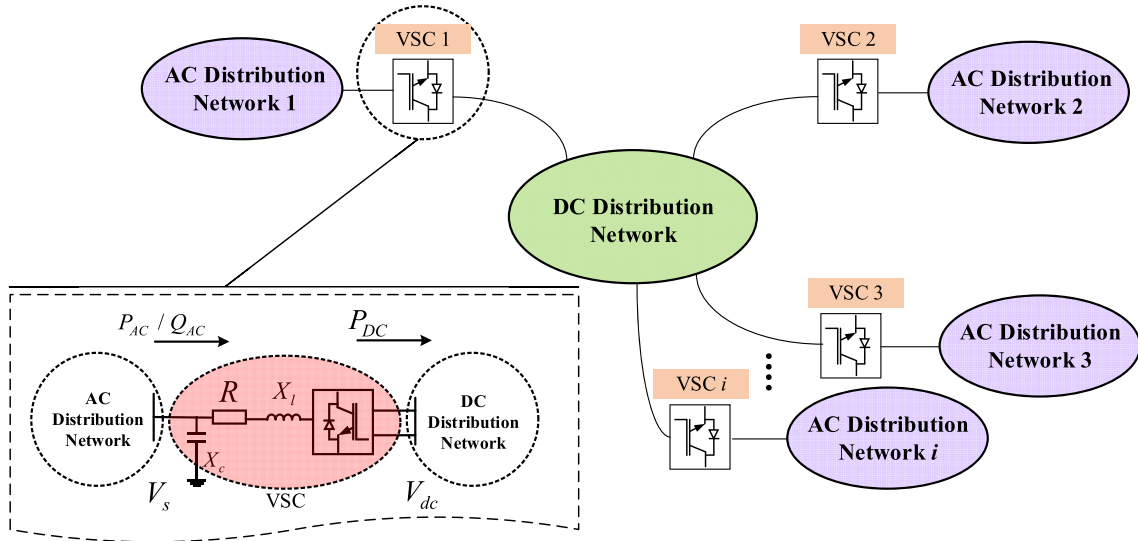 VSC 1
AC Distribution
Network 1
VSC 2
AC Distribution
Network 2
DC Distribution
Network
VSC 3
AC Distribution
Network 3
VSC i
AC Distribution
Network i
P_AC / Q_AC
P_DC
AC
Distribution
Network
R
X_l
X_c
VSC
DC
Distribution
Network
V_s
V_dc